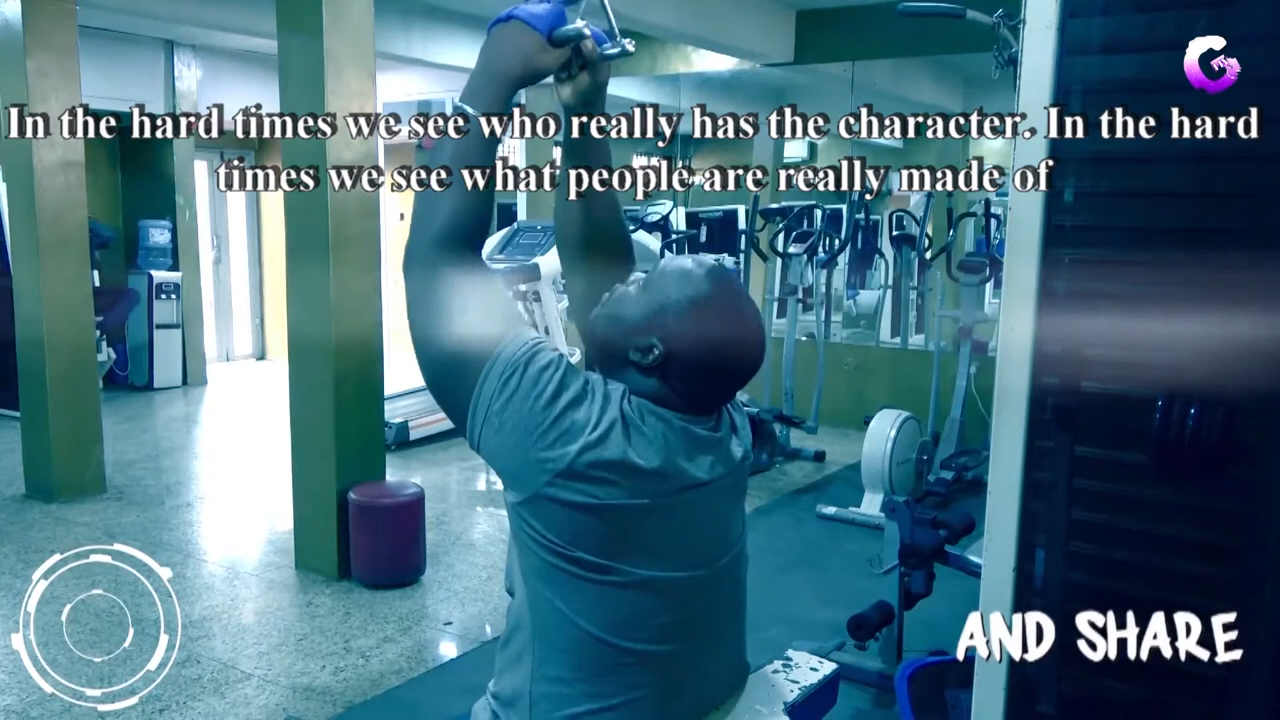 In the hard times we see who really has the character. In the hard
times we see what people are really made of
AND SHARE